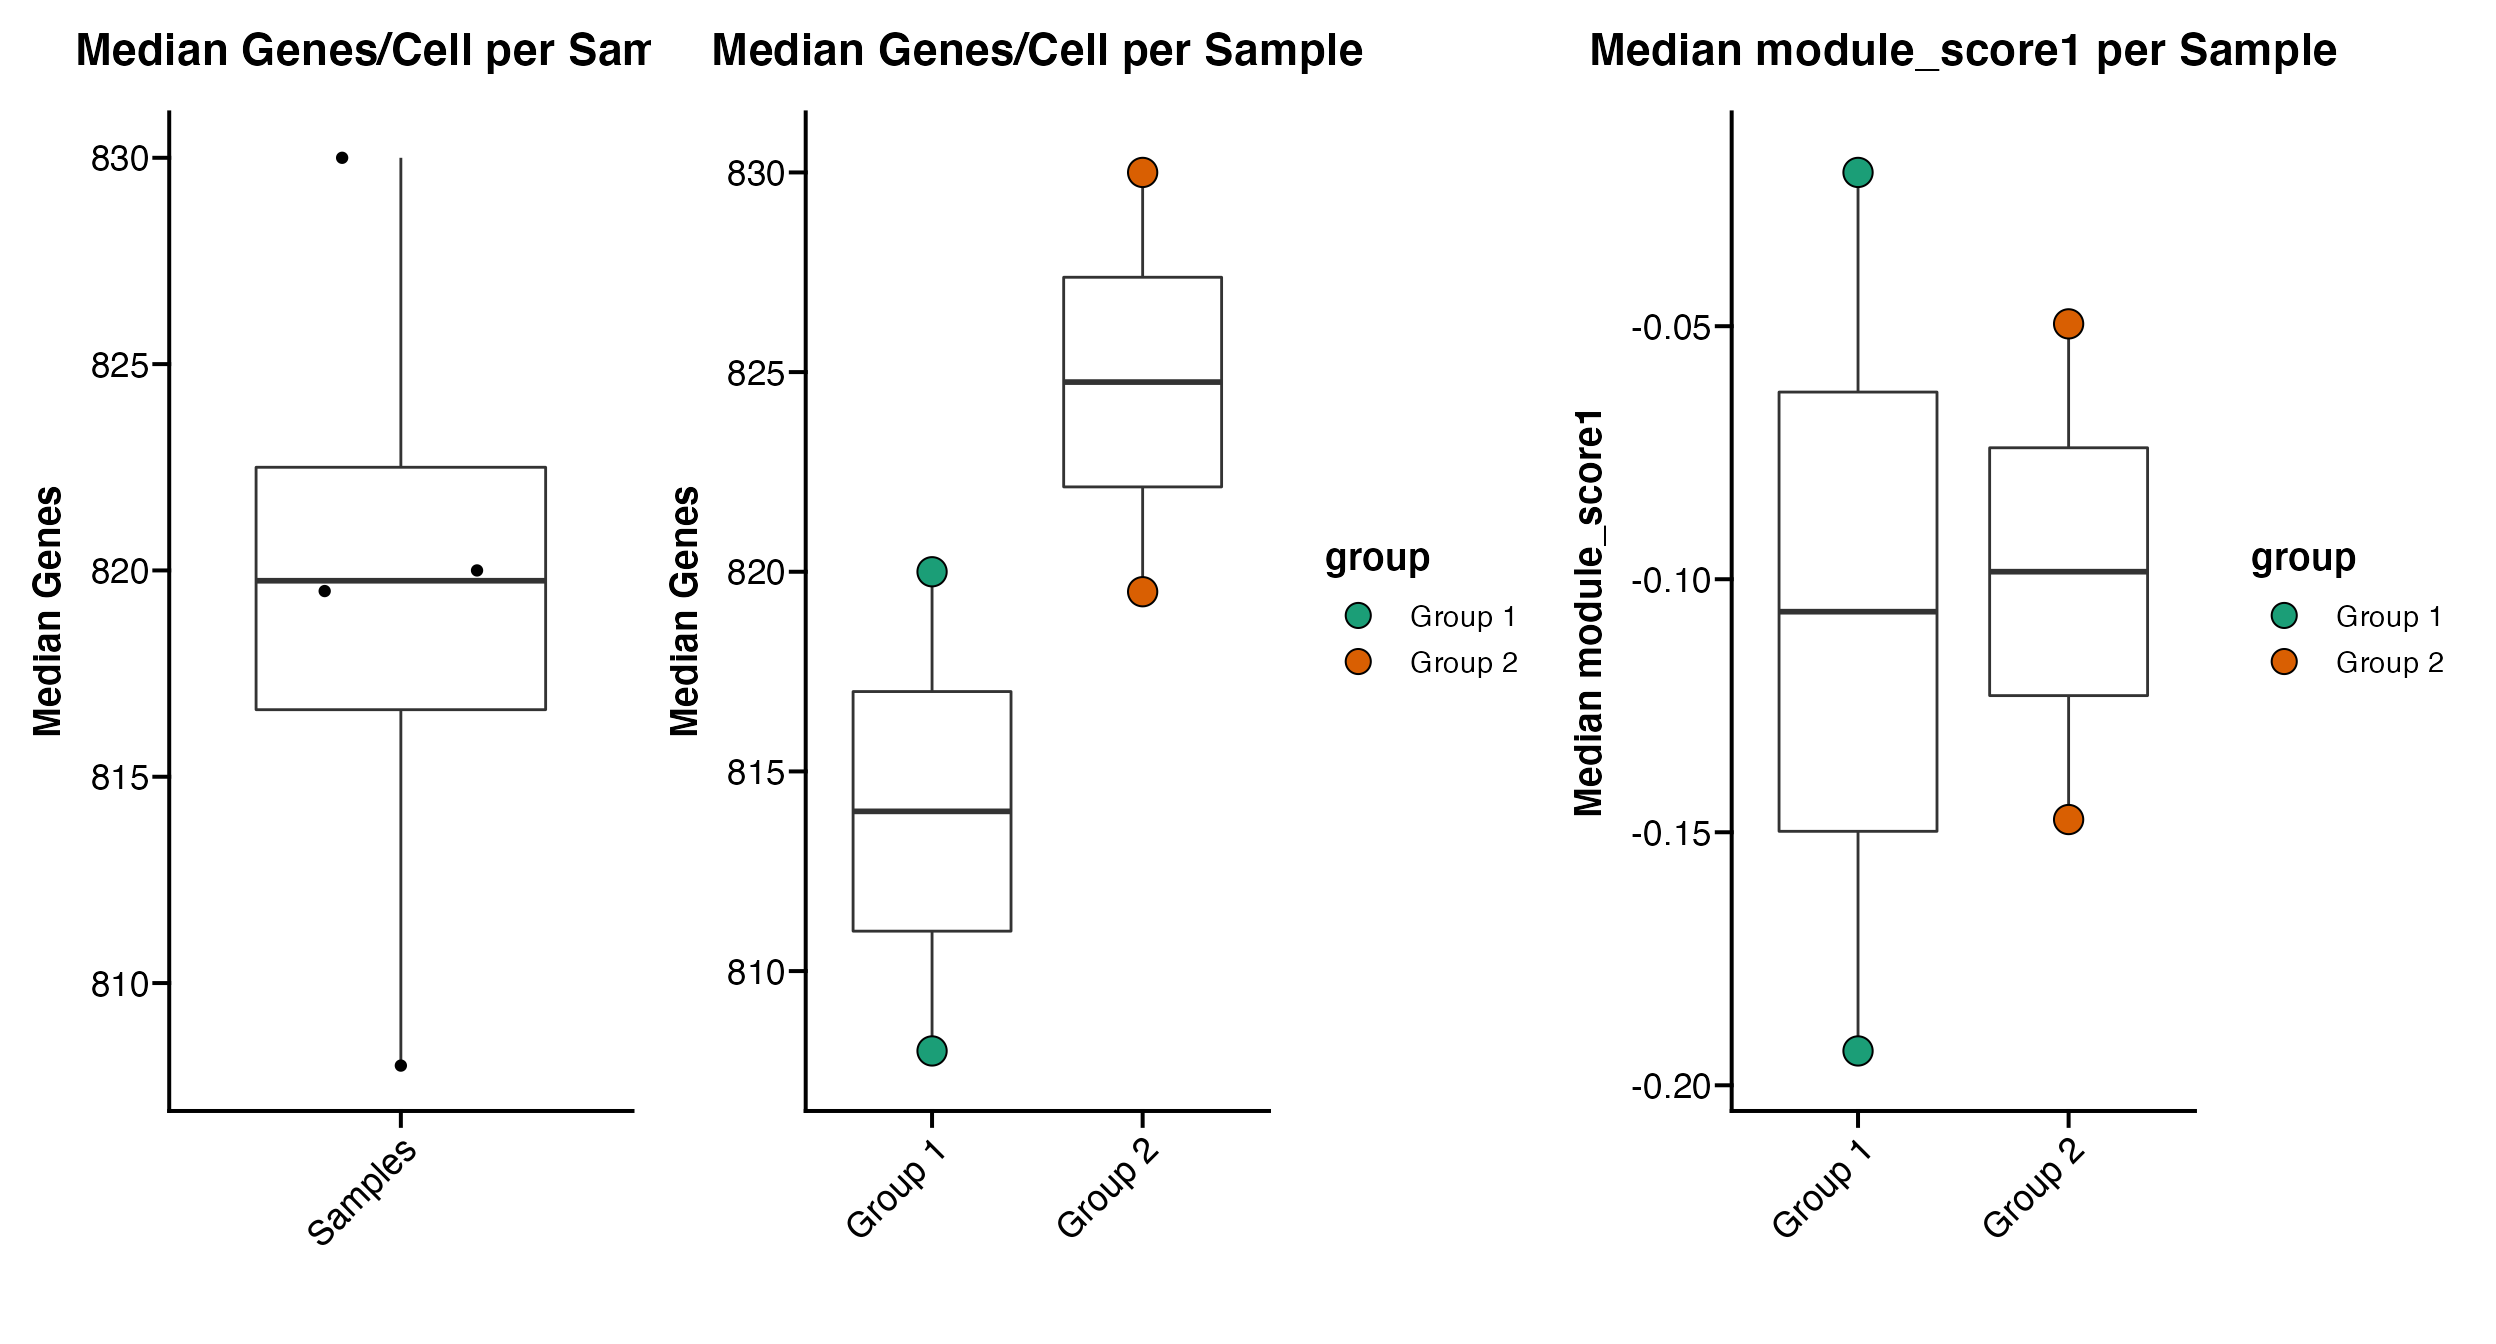 Median Genes/Cell per Sam
Median Genes
830
825
820
815
810
Samples
Median Genes/Cell per Sample
Median Genes
830
825
820
815
810
Group 1
Group 2
group
Group 1
Group 2
Median module_score1 per Sample
Median module_score1
-0.05
-0.10
-0.15
-0.20
Group 1
Group 2
group
Group 1
Group 2